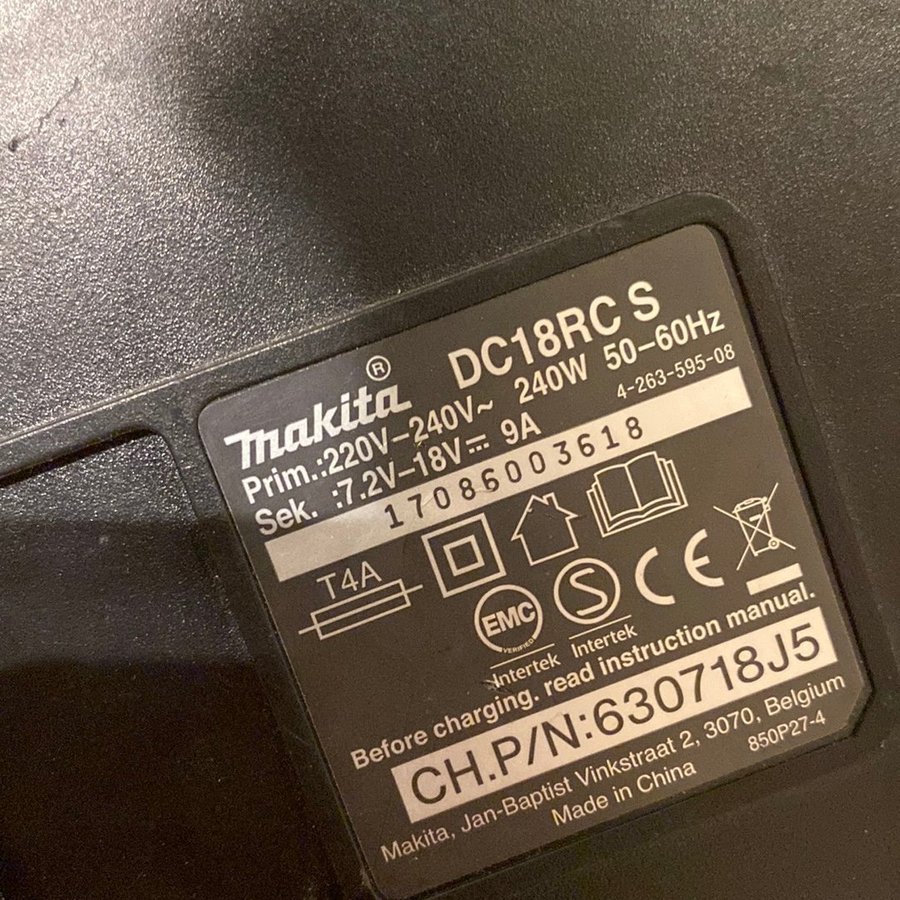 makita® DC18RC S
Prim.:220V–240V~ 240W 50–60Hz
Sek. :7.2V–18V⎓ 9A 4-263-595-08
17086003618
T4A
EMC
VERIFIED
Intertek
S
Intertek
CE
Before charging. read instruction manual.
CH.P/N:630718J5
Makita, Jan-Baptist Vinkstraat 2, 3070, Belgium
Made in China 850P27-4